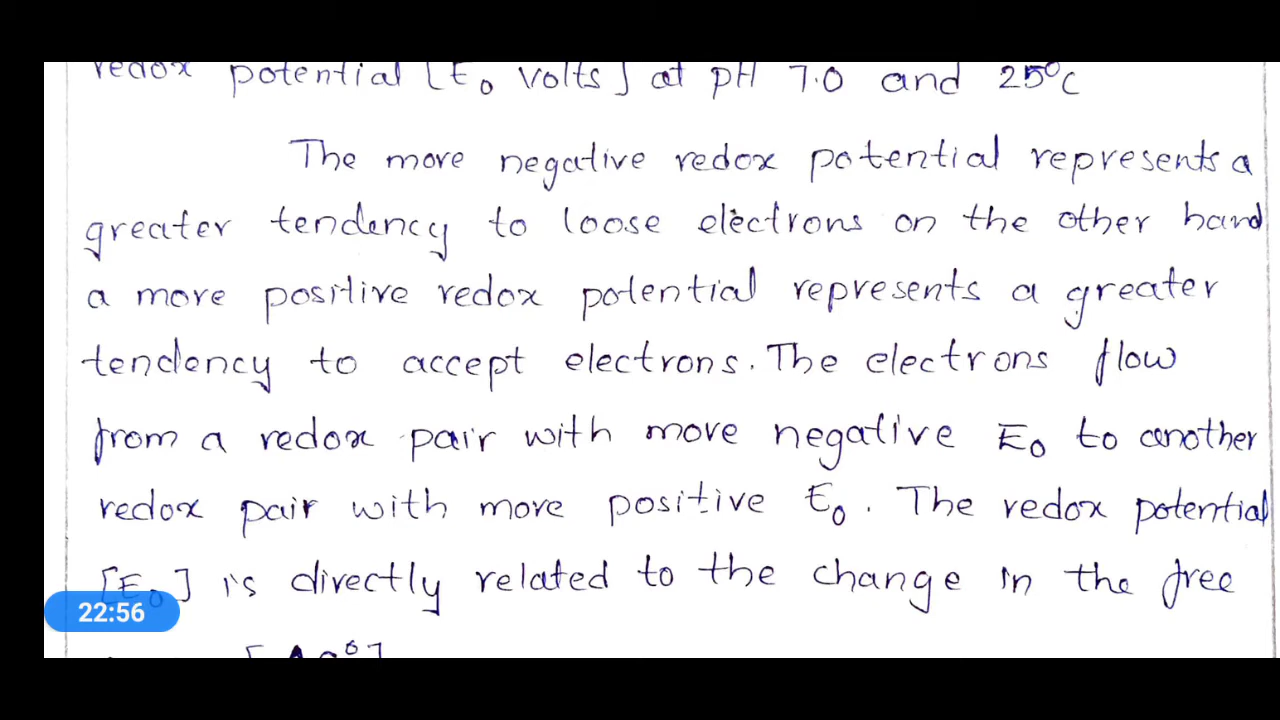 redox potential [E₀ volts] at pH 7.0 and 25⁰C
The more negative redox potential represents a
greater tendency to loose electrons on the other hand
a more positive redox potential represents a greater
tendency to accept electrons. The electrons flow
from a redox pair with more negative E₀ to another
redox pair with more positive E₀. The redox potential
[E₀] is directly related to the change in the free
22:56